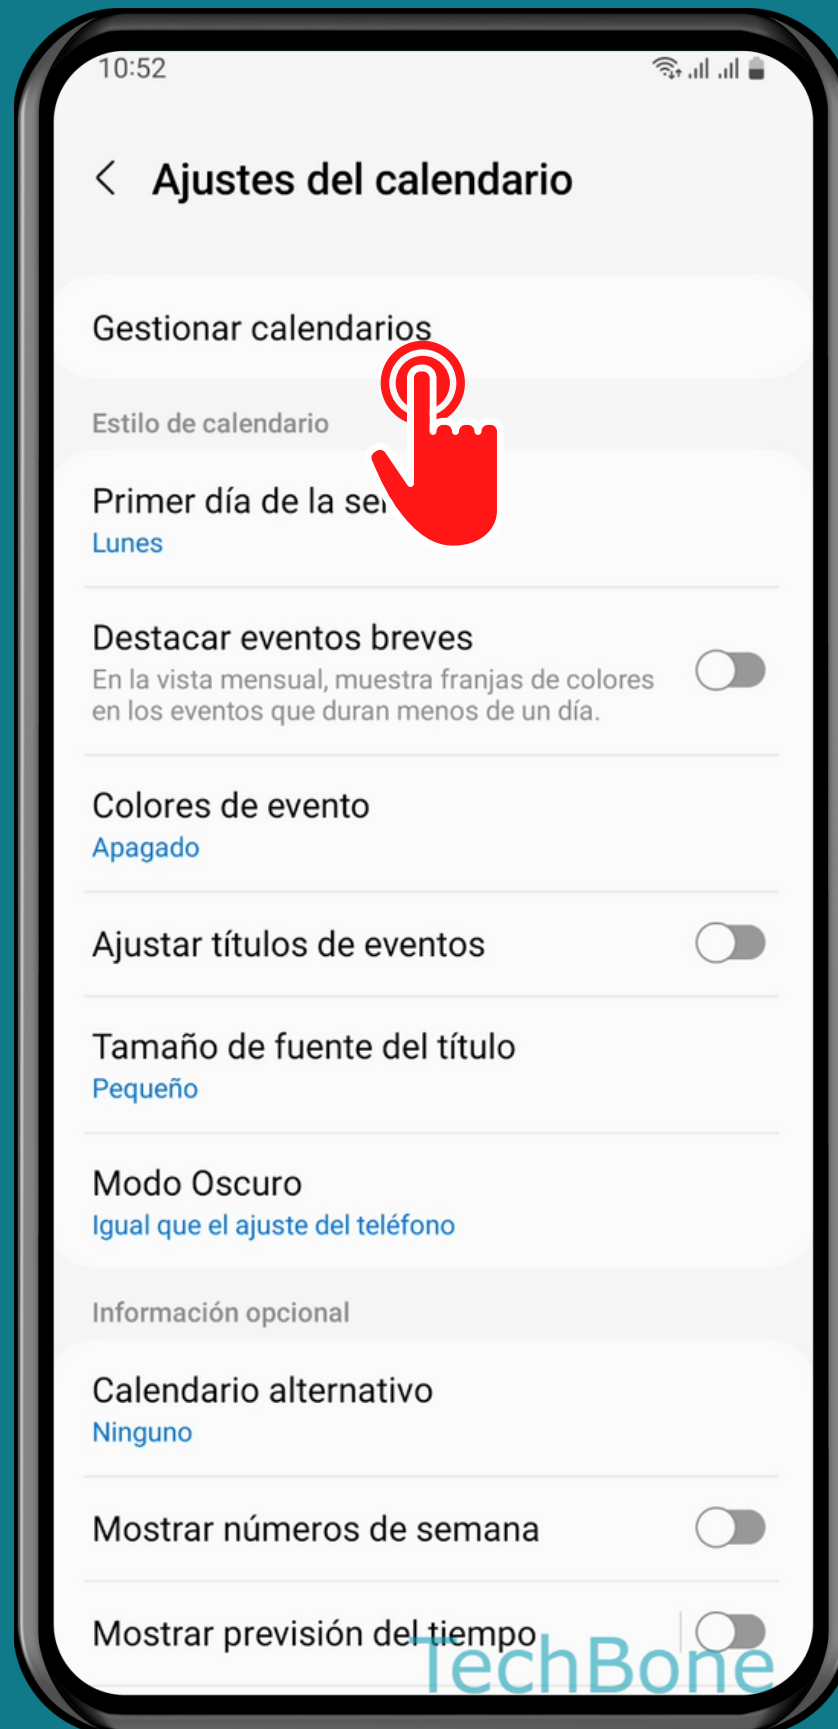 10:52
Ajustes del calendario
Gestionar calendarios
Estilo de calendario
Primer día de la
Lunes
Destacar eventos breves
En la vista mensual, muestra franjas de colores
en los eventos que duran menos de un día.
Colores de evento
Apagado
Ajustar títulos de eventos
Tamaño de fuente del título
Pequeño
Modo Oscuro
Igual que el ajuste del teléfono
Información opcional
Calendario alternativo
Ninguno
Mostrar números de semana
Mostrar previsión del tiempo
TechBone